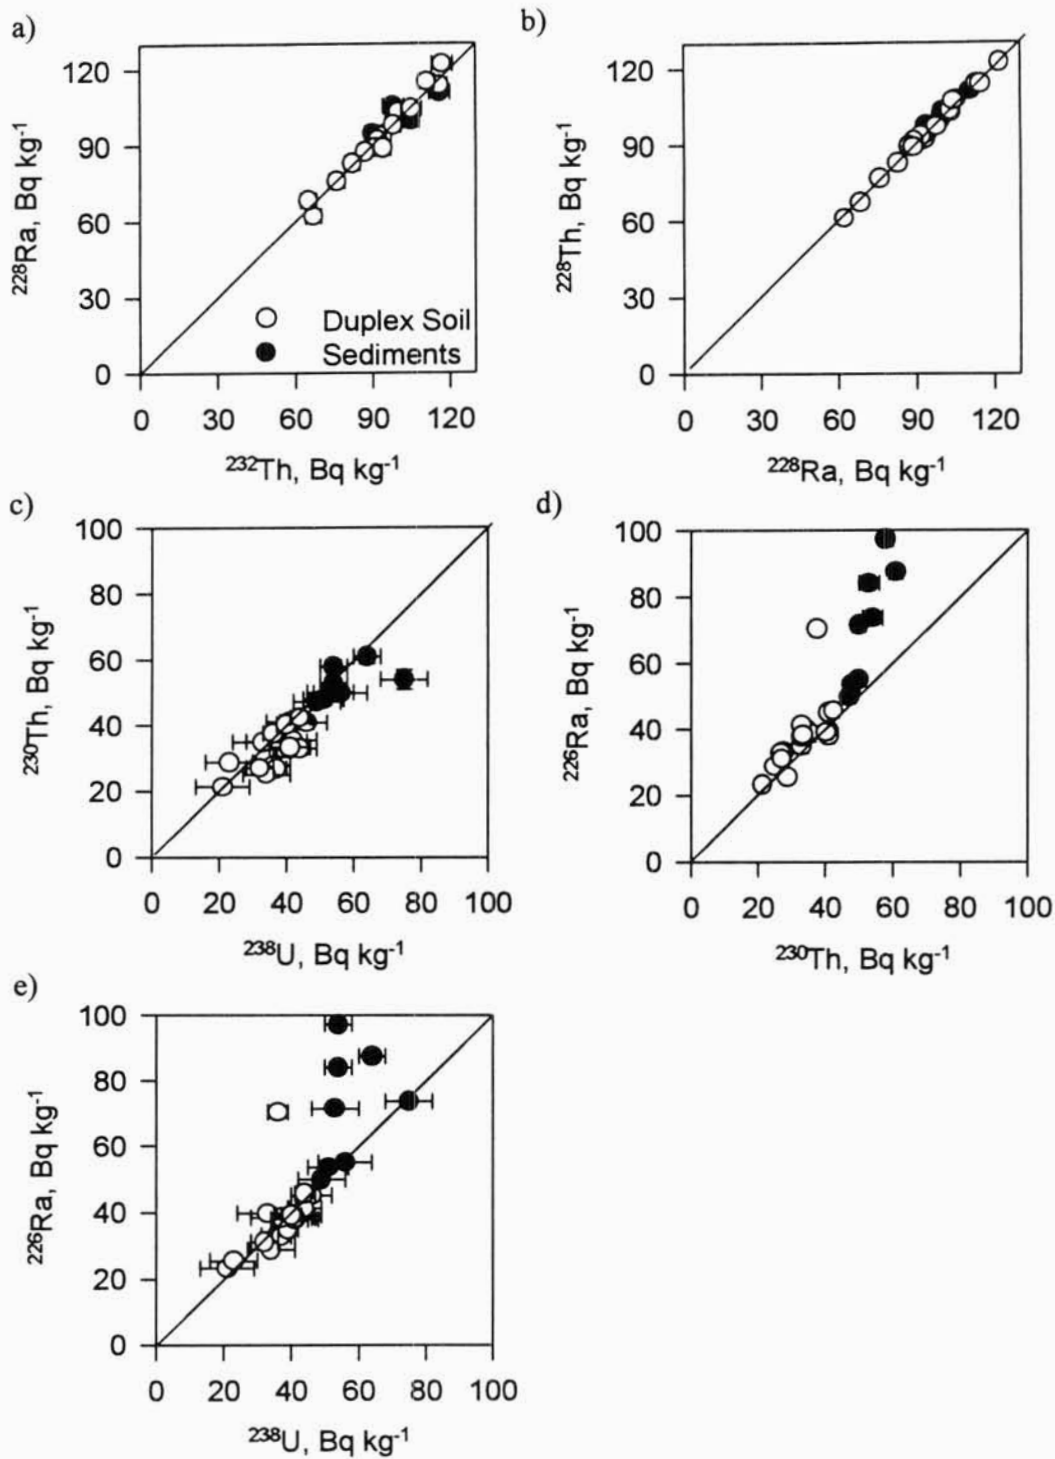 a)
120
90
60
30
0
²²⁸Ra, Bq kg⁻¹
Duplex Soil
Sediments
0 30 60 90 120
²³²Th, Bq kg⁻¹
b)
120
90
60
30
0
²²⁸Th, Bq kg⁻¹
0 30 60 90 120
²²⁸Ra, Bq kg⁻¹
c)
100
80
60
40
20
0
²³⁰Th, Bq kg⁻¹
0 20 40 60 80 100
²³⁸U, Bq kg⁻¹
d)
100
80
60
40
20
0
²²⁶Ra, Bq kg⁻¹
0 20 40 60 80 100
²³⁰Th, Bq kg⁻¹
e)
100
80
60
40
20
0
²²⁶Ra, Bq kg⁻¹
0 20 40 60 80 100
²³⁸U, Bq kg⁻¹